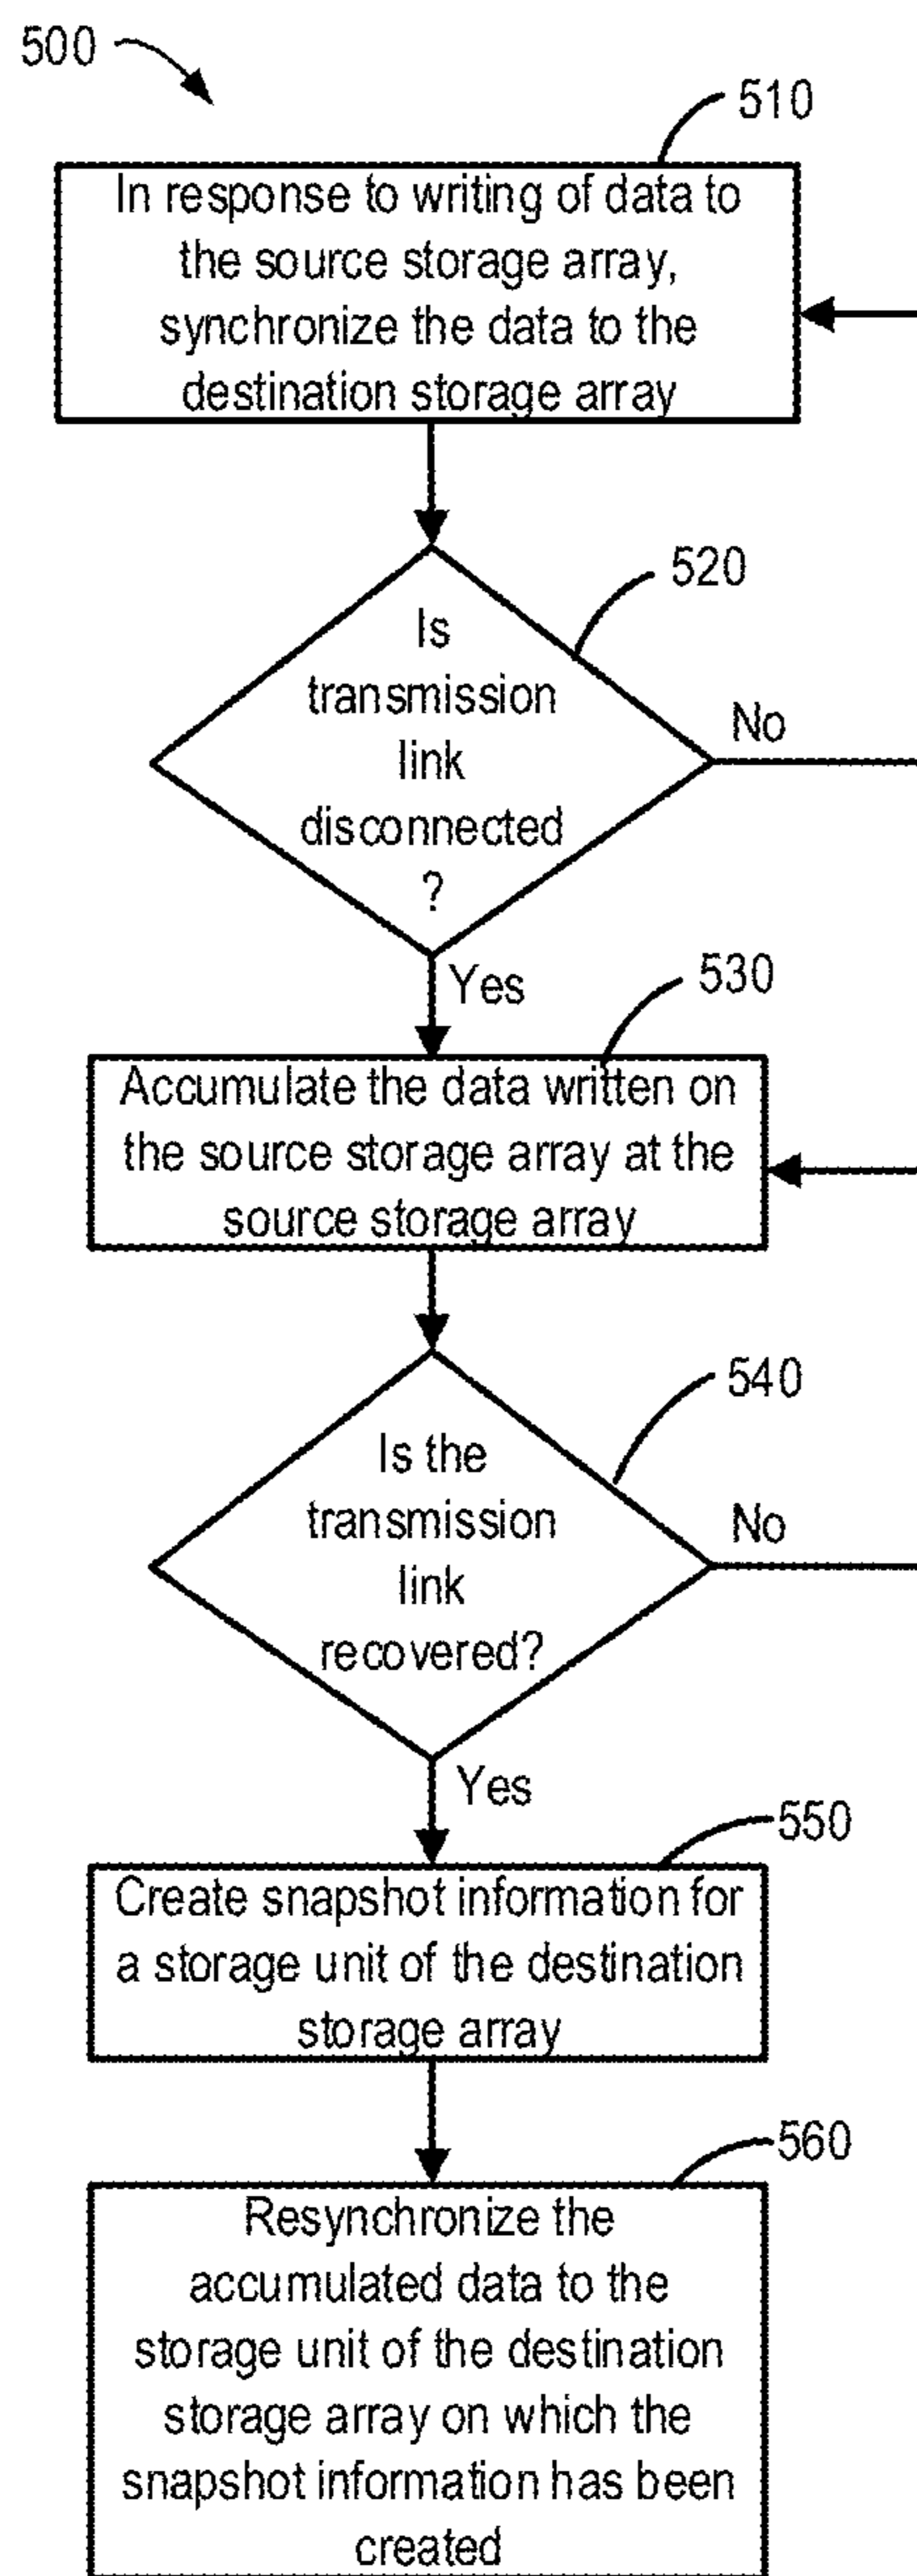 500
510
In response to writing of data to
the source storage array,
synchronize the data to the
destination storage array
520
Is
transmission
link
disconnected
?
No
Yes
530
Accumulate the data written on
the source storage array at the
source storage array
540
Is the
transmission
link
recovered?
No
Yes
550
Create snapshot information for
a storage unit of the destination
storage array
560
Resynchronize the
accumulated data to the
storage unit of the destination
storage array on which the
snapshot information has been
created